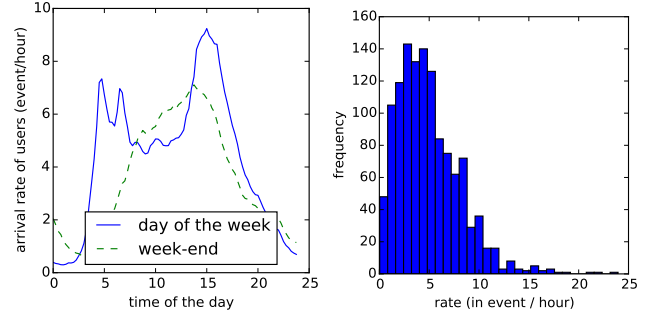 10
8
6
4
2
0
arrival rate of users (event/hour)
day of the week
week-end
0 5 10 15 20 25
time of the day
160
140
120
100
80
60
40
20
0
frequency
0 5 10 15 20 25
rate (in event / hour)